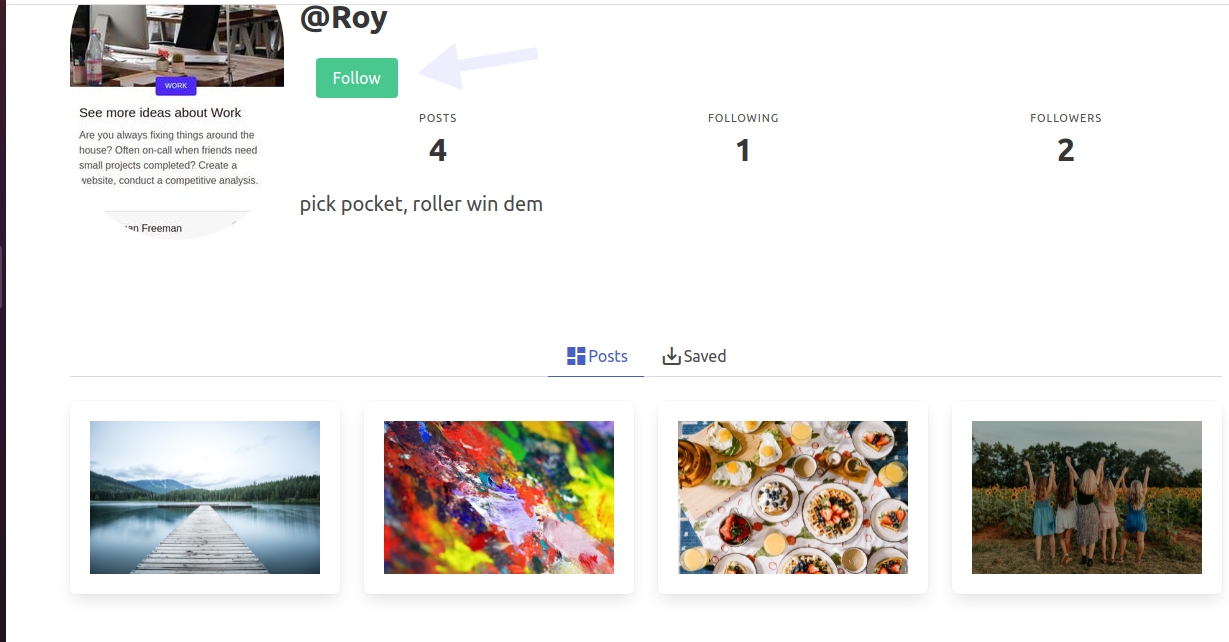 @Roy
Follow
WORK
See more ideas about Work
Are you always fixing things around the
house? Often on-call when friends need
small projects completed? Create a
website, conduct a competitive analysis.
Freeman
POSTS
4
FOLLOWING
1
FOLLOWERS
2
pick pocket, roller win dem
Posts
Saved